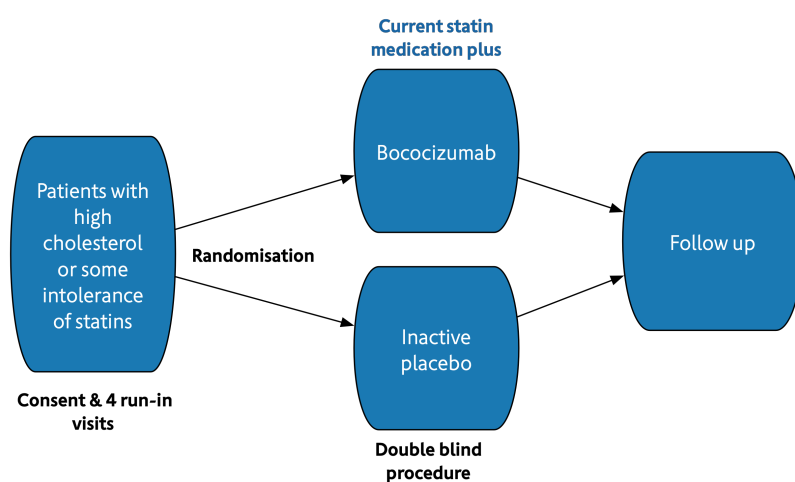 Current statin
medication plus
Patients with
high
cholesterol
or some
intolerance
of statins
Consent & 4 run-in
visits
Randomisation
Bococizumab
Inactive
placebo
Double blind
procedure
Follow up